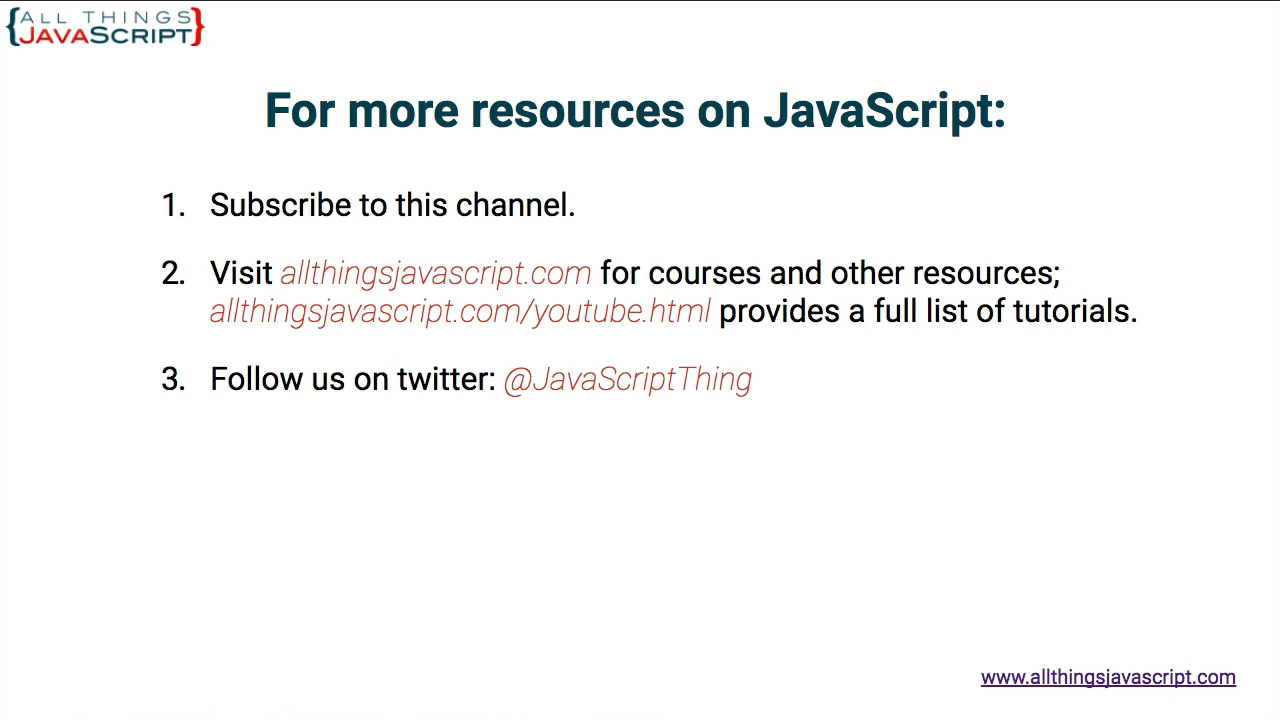 {ALL THINGS
JAVASCRIPT}
For more resources on JavaScript:
1. Subscribe to this channel.
2. Visit allthingsjavascript.com for courses and other resources;
allthingsjavascript.com/youtube.html provides a full list of tutorials.
3. Follow us on twitter: @JavaScriptThing
www.allthingsjavascript.com